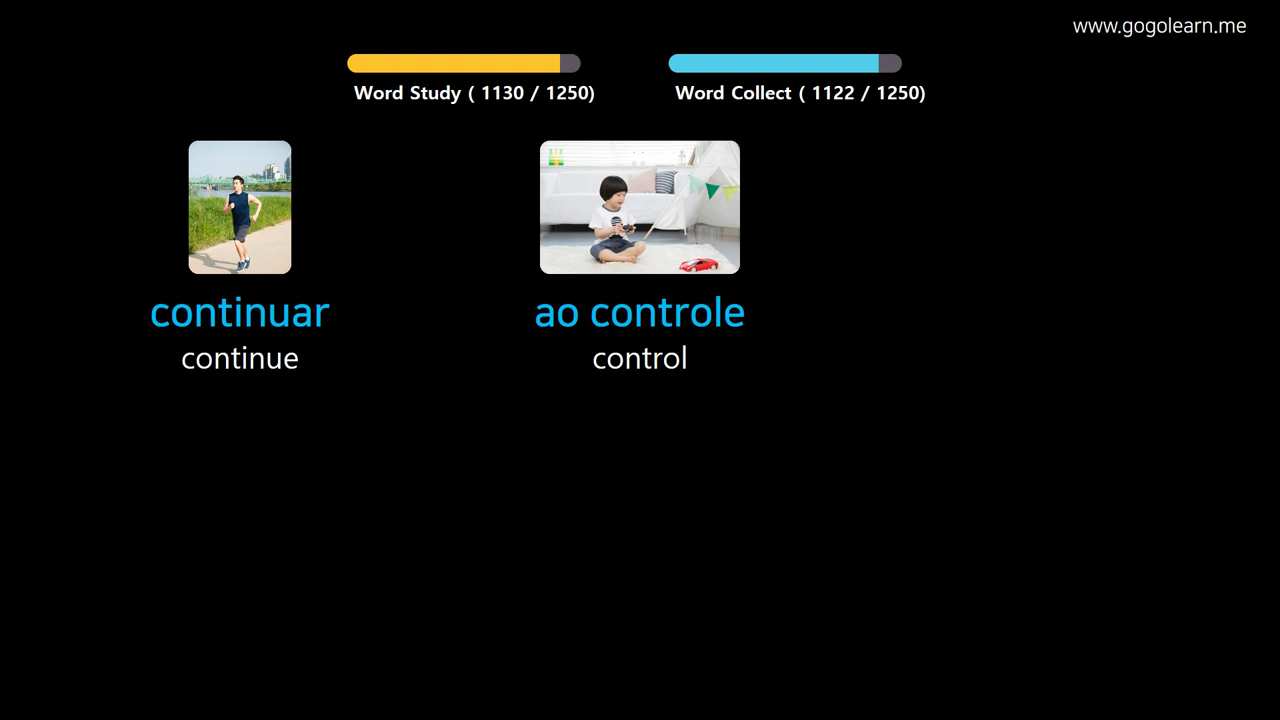 www.gogolearn.me
Word Study ( 1130 / 1250)
Word Collect ( 1122 / 1250)
continuar
continue
ao controle
control